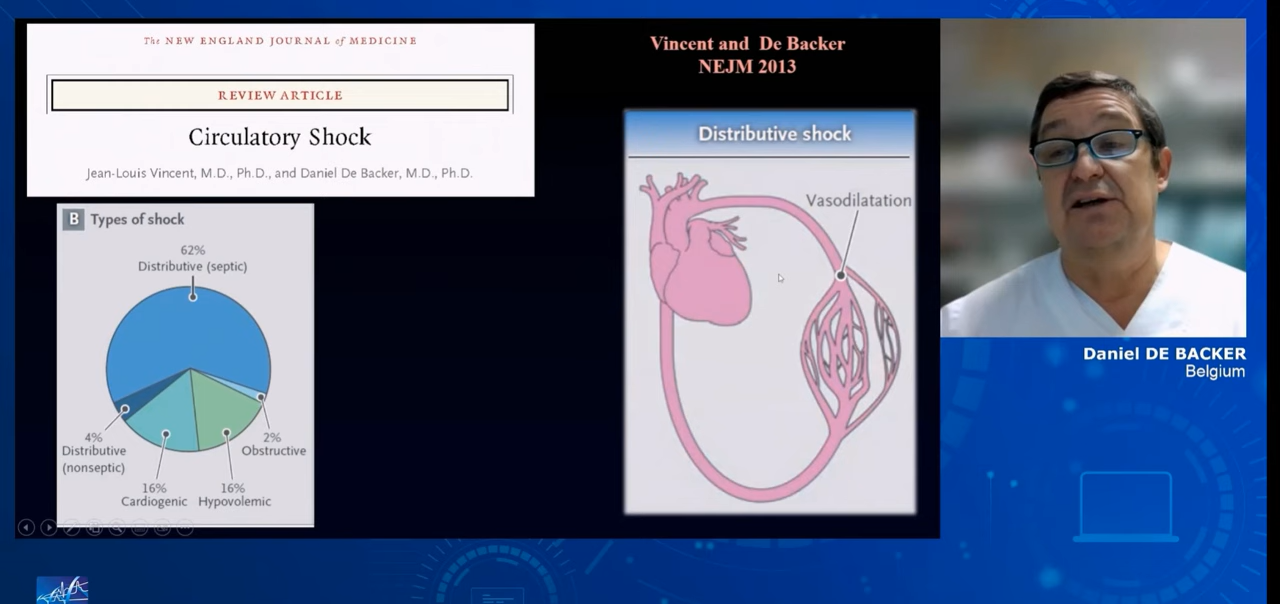 The NEW ENGLAND JOURNAL of MEDICINE
REVIEW ARTICLE
Circulatory Shock
Jean-Louis Vincent, M.D., Ph.D., and Daniel De Backer, M.D., Ph.D.
B Types of shock
62%
Distributive (septic)
4%
Distributive
(nonseptic)
16%
Cardiogenic
16%
Hypovolemic
2%
Obstructive
Vincent and De Backer
NEJM 2013
Distributive shock
Vasodilatation
Daniel DE BACKER
Belgium